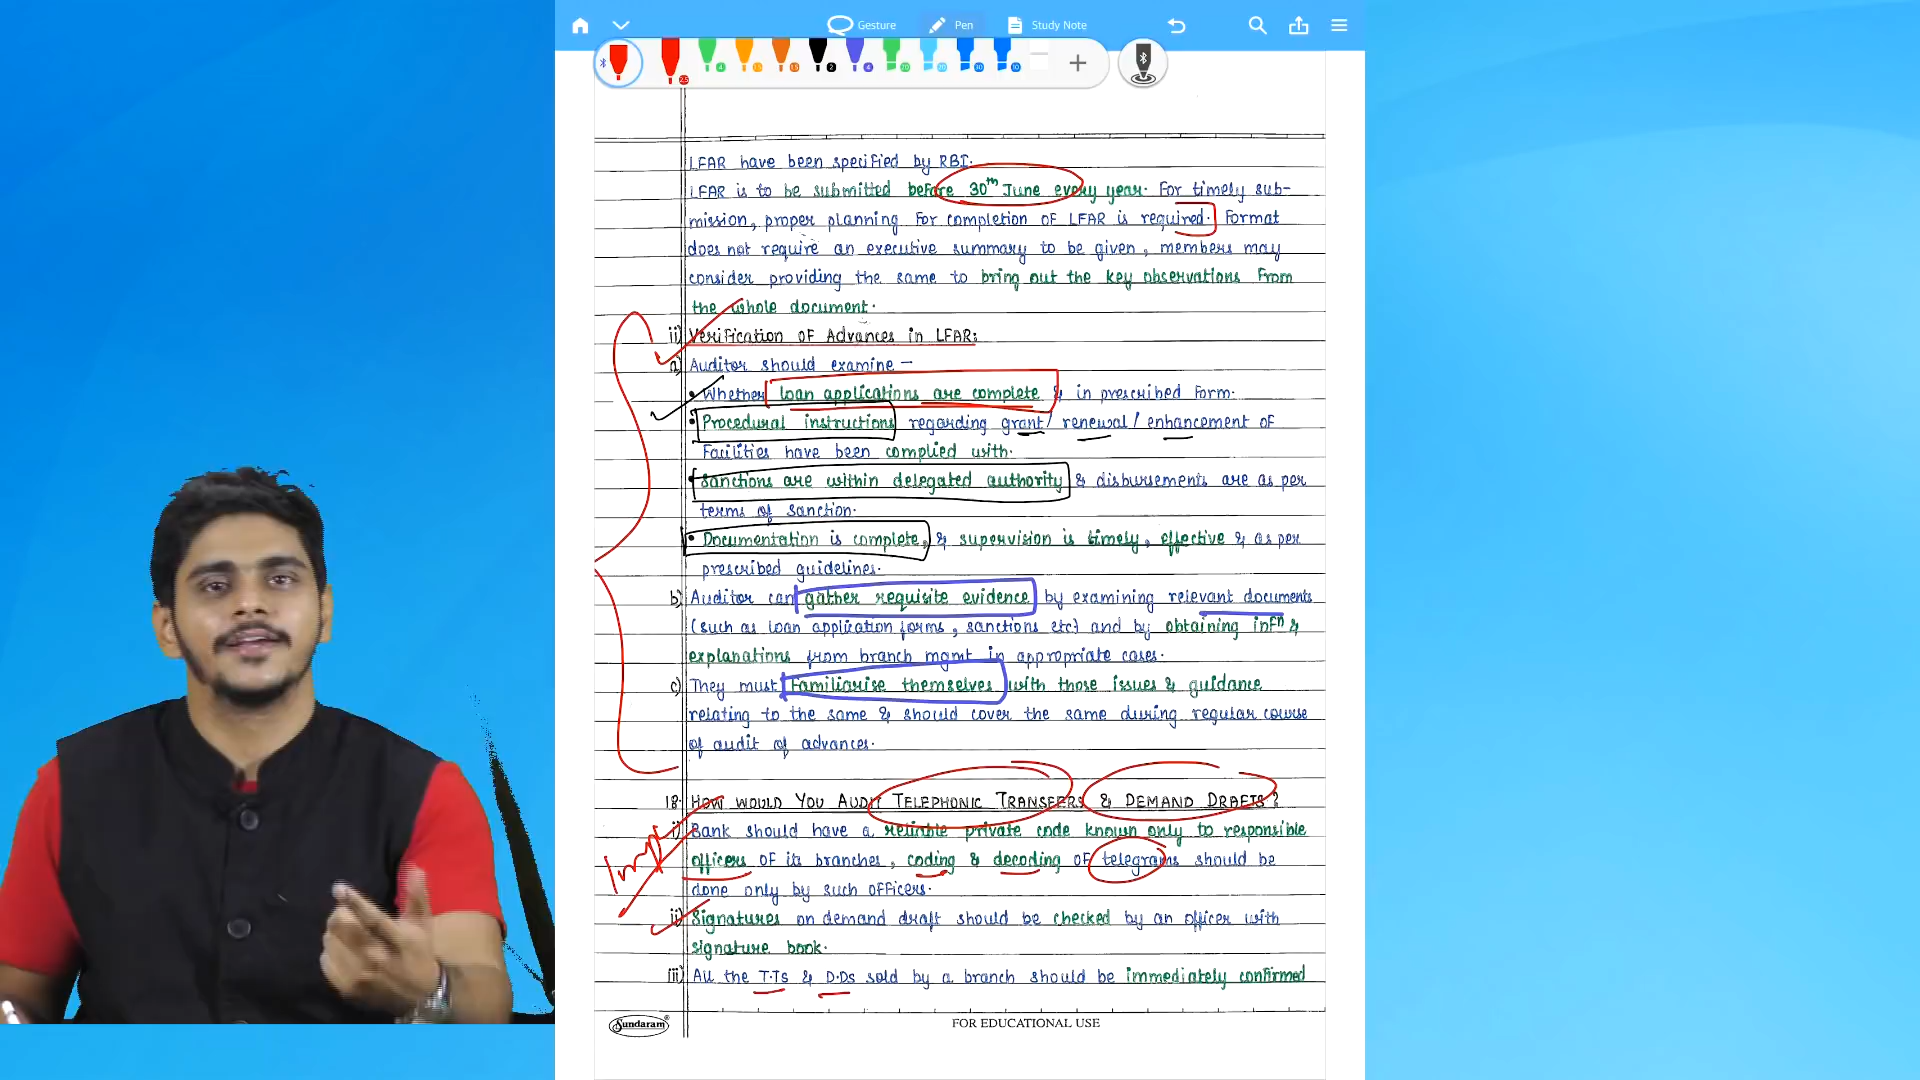 Gesture Pen Study Note
LFAR have been specified by RBI.
LFAR is to be submitted before 30th June every year. For timely sub-
mission, proper planning for completion of LFAR is required. Format
does not require an executive summary to be given, members may
consider providing the same to bring out the key observations from
the whole document.
ii) Verification of Advances in LFAR:
a) Auditor should examine –
• Whether loan applications are complete & in prescribed form.
• Procedural instructions regarding grant/ renewal/ enhancement of
facilities have been complied with.
• Sanctions are within delegated authority & disbursements are as per
terms of sanction.
• Documentation is complete, & supervision is timely, effective & as per
prescribed guidelines.
b) Auditor can gather requisite evidence by examining relevant documents
(such as loan application forms, sanctions etc) and by obtaining infn &
explanations from branch mgmt in appropriate cases.
c) They must familiarise themselves with those issues & guidance
relating to the same & should cover the same during regular course
of audit of advances.
18. HOW WOULD YOU AUDIT TELEPHONIC TRANSFERS & DEMAND DRAFTS?
i) Bank should have a reliable private code known only to responsible
Imp officers of its branches, coding & decoding of telegrams should be
done only by such officers.
ii) Signatures on demand draft should be checked by an officer with
signature book.
iii) All the T.Ts & D.Ds sold by a branch should be immediately confirmed
Sundaram FOR EDUCATIONAL USE